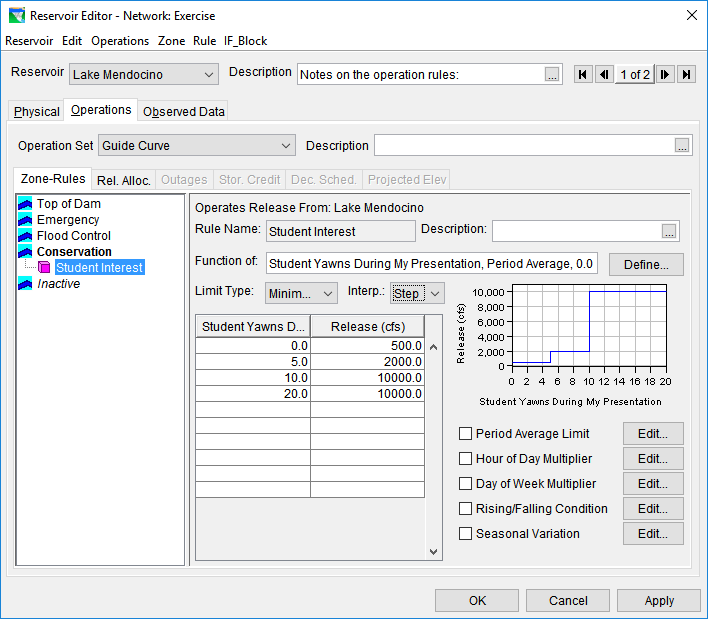 Reservoir Editor - Network: Exercise
Reservoir Edit Operations Zone Rule IF_Block
Reservoir Lake Mendocino Description Notes on the operation rules: ... 1 of 2
Physical Operations Observed Data
Operation Set Guide Curve Description ...
Zone-Rules Rel. Alloc. Outages Stor. Credit Dec. Sched. Projected Elev
Top of Dam
Emergency
Flood Control
Conservation
Student Interest
Inactive
Operates Release From: Lake Mendocino
Rule Name: Student Interest Description: ...
Function of: Student Yawns During My Presentation, Period Average, 0.0 Define...
Limit Type: Minim... Interp.: Step
Student Yawns D... Release (cfs)
0.0 500.0
5.0 2000.0
10.0 10000.0
20.0 10000.0
Release (cfs)
10,000
8,000
6,000
4,000
2,000
0
0 2 4 6 8 10 12 14 16 18 20
Student Yawns During My Presentation
Period Average Limit Edit...
Hour of Day Multiplier Edit...
Day of Week Multiplier Edit...
Rising/Falling Condition Edit...
Seasonal Variation Edit...
OK Cancel Apply